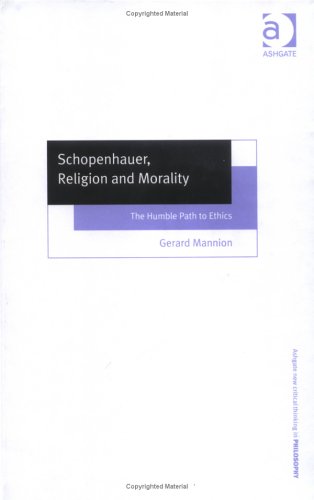 Copyrighted Material
a
ASHGATE
Schopenhauer,
Religion and Morality
The Humble Path to Ethics
Gerard Mannion
Ashgate new critical thinking in PHILOSOPHY
Copyrighted Material